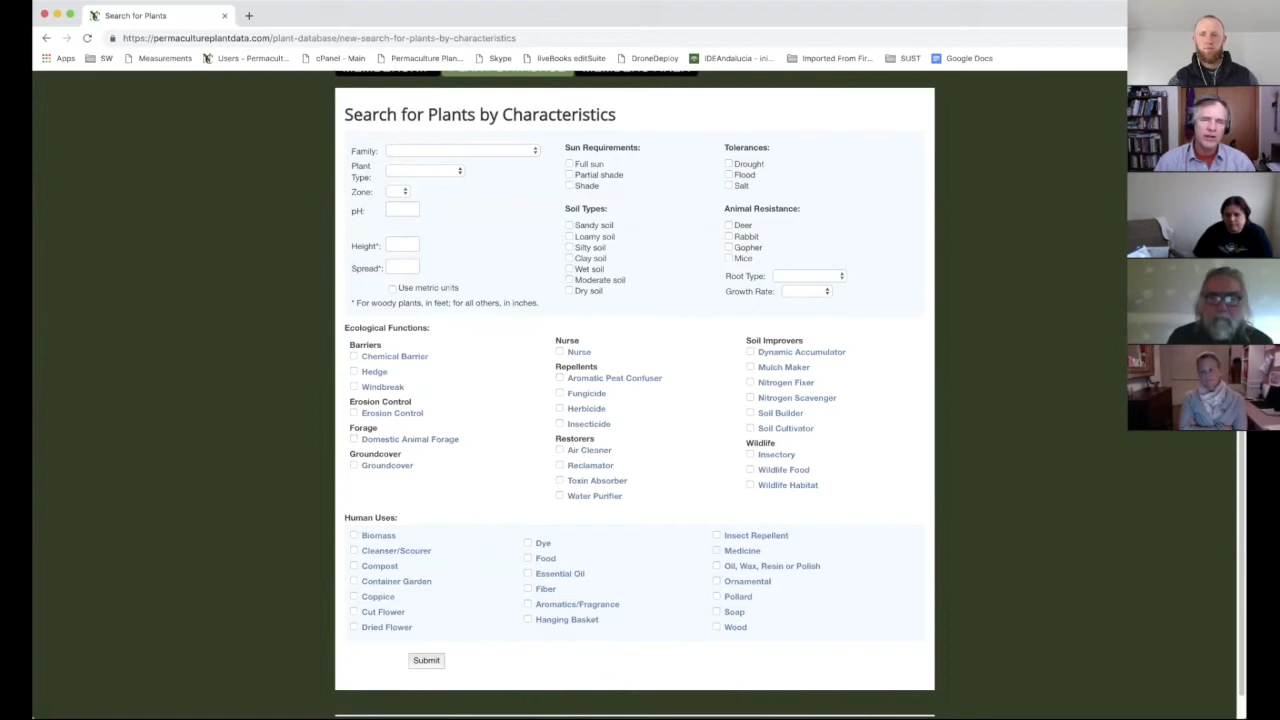 Search for Plants
https://permacultureplantdata.com/plant-database/new-search-for-plants-by-characteristics
Apps SW Measurements Users - Permacult... cPanel - Main Permaculture Plan... Skype liveBooks editSuite DroneDeploy IDEAndalucia - ini... Imported From Fir... SUST Google Docs
Search for Plants by Characteristics
Family:
Plant
Type:
Zone:
pH:
Height*:
Spread*:
Use metric units
* For woody plants, in feet; for all others, in inches.
Sun Requirements:
Full sun
Partial shade
Shade
Soil Types:
Sandy soil
Loamy soil
Silty soil
Clay soil
Wet soil
Moderate soil
Dry soil
Tolerances:
Drought
Flood
Salt
Animal Resistance:
Deer
Rabbit
Gopher
Mice
Root Type:
Growth Rate:
Ecological Functions:
Barriers
Chemical Barrier
Hedge
Windbreak
Erosion Control
Erosion Control
Forage
Domestic Animal Forage
Groundcover
Groundcover
Nurse
Nurse
Repellents
Aromatic Pest Confuser
Fungicide
Herbicide
Insecticide
Restorers
Air Cleaner
Reclamator
Toxin Absorber
Water Purifier
Soil Improvers
Dynamic Accumulator
Mulch Maker
Nitrogen Fixer
Nitrogen Scavenger
Soil Builder
Soil Cultivator
Wildlife
Insectory
Wildlife Food
Wildlife Habitat
Human Uses:
Biomass
Cleanser/Scourer
Compost
Container Garden
Coppice
Cut Flower
Dried Flower
Dye
Food
Essential Oil
Fiber
Aromatics/Fragrance
Hanging Basket
Insect Repellent
Medicine
Oil, Wax, Resin or Polish
Ornamental
Pollard
Soap
Wood
Submit